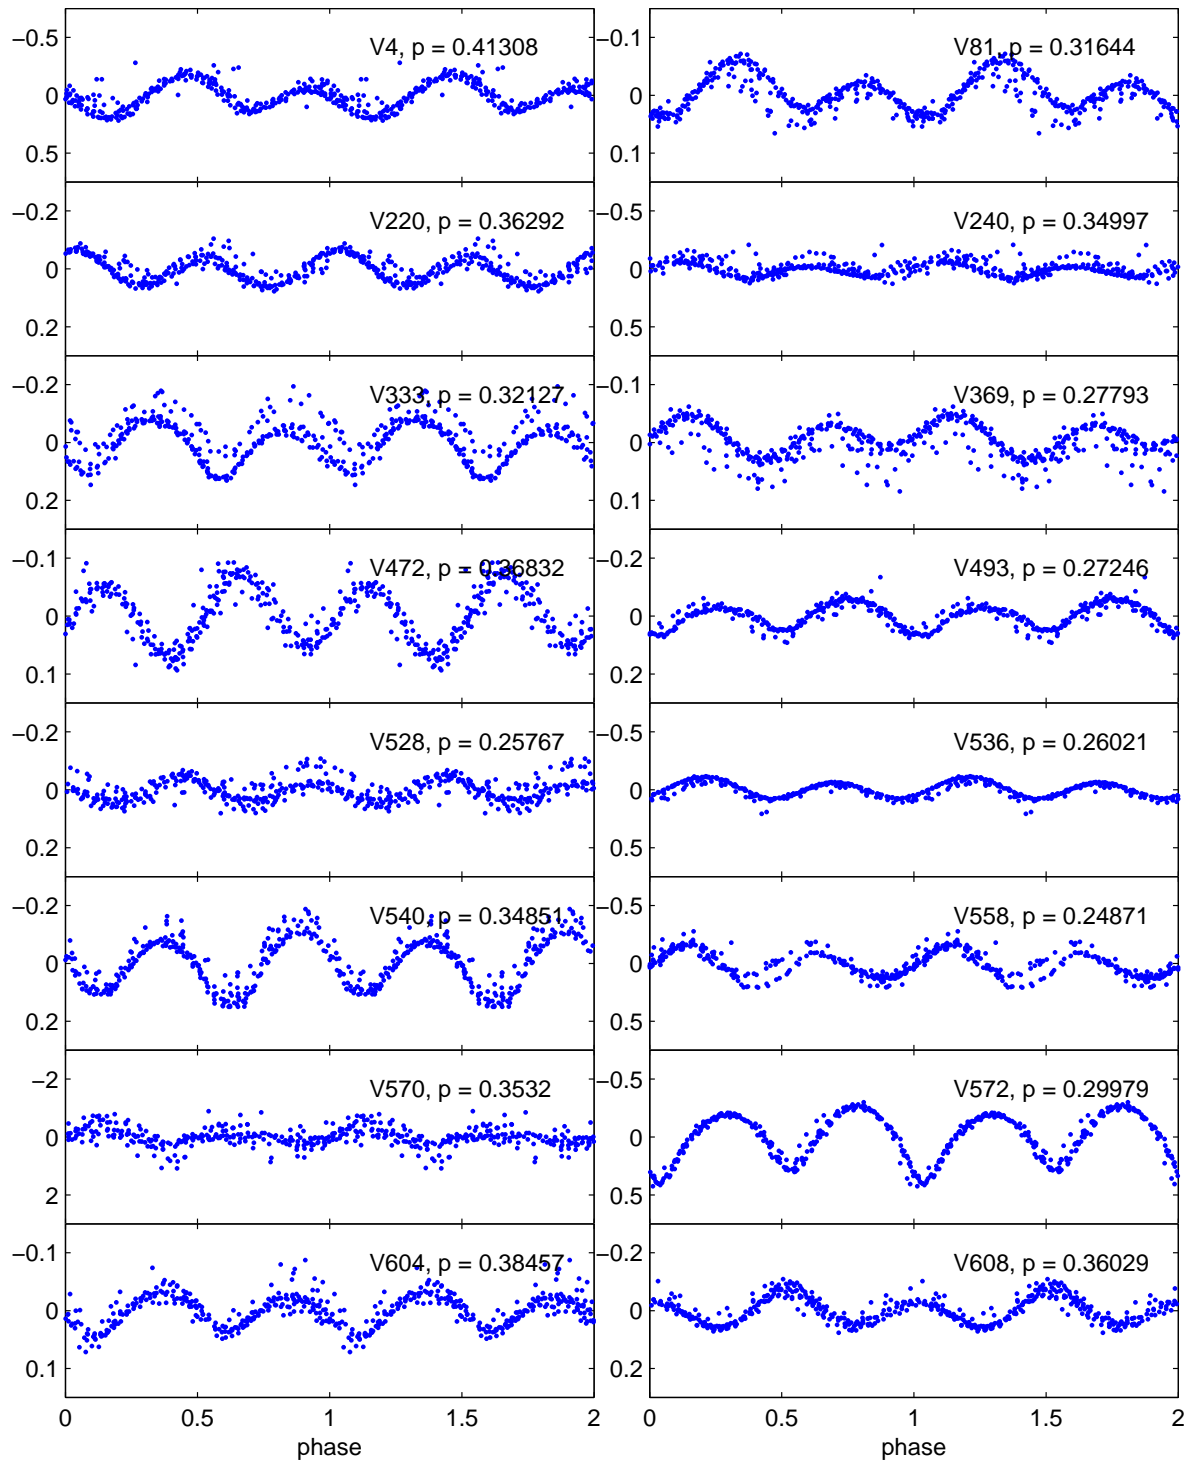 −0.5
0
0.5
V4, p = 0.41308
−0.1
0
0.1
V81, p = 0.31644
−0.2
0
0.2
V220, p = 0.36292
−0.5
0
0.5
V240, p = 0.34997
−0.2
0
0.2
V333, p = 0.32127
−0.1
0
0.1
V369, p = 0.27793
−0.1
0
0.1
V472, p = 0.36832
−0.2
0
0.2
V493, p = 0.27246
−0.2
0
0.2
V528, p = 0.25767
−0.5
0
0.5
V536, p = 0.26021
−0.2
0
0.2
V540, p = 0.34851
−0.5
0
0.5
V558, p = 0.24871
−2
0
2
V570, p = 0.3532
−0.5
0
0.5
V572, p = 0.29979
−0.1
0
0.1
V604, p = 0.38457
−0.2
0
0.2
V608, p = 0.36029
0 0.5 1 1.5 2
phase
0 0.5 1 1.5 2
phase